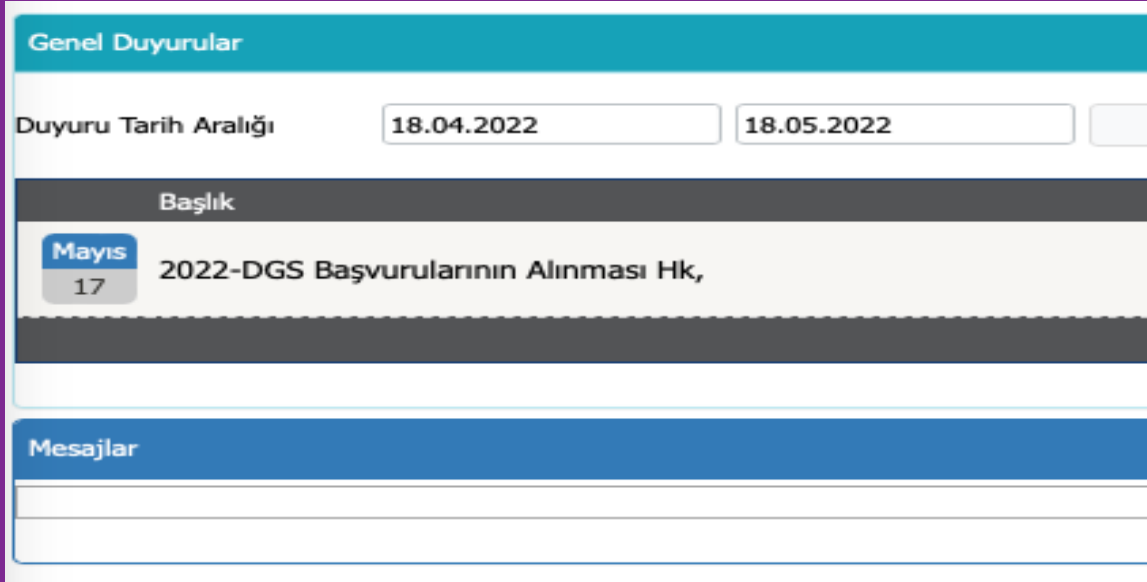 Genel Duyurular
Duyuru Tarih Aralığı 18.04.2022 18.05.2022
Başlık
Mayıs
17
2022-DGS Başvurularının Alınması Hk,
Mesajlar